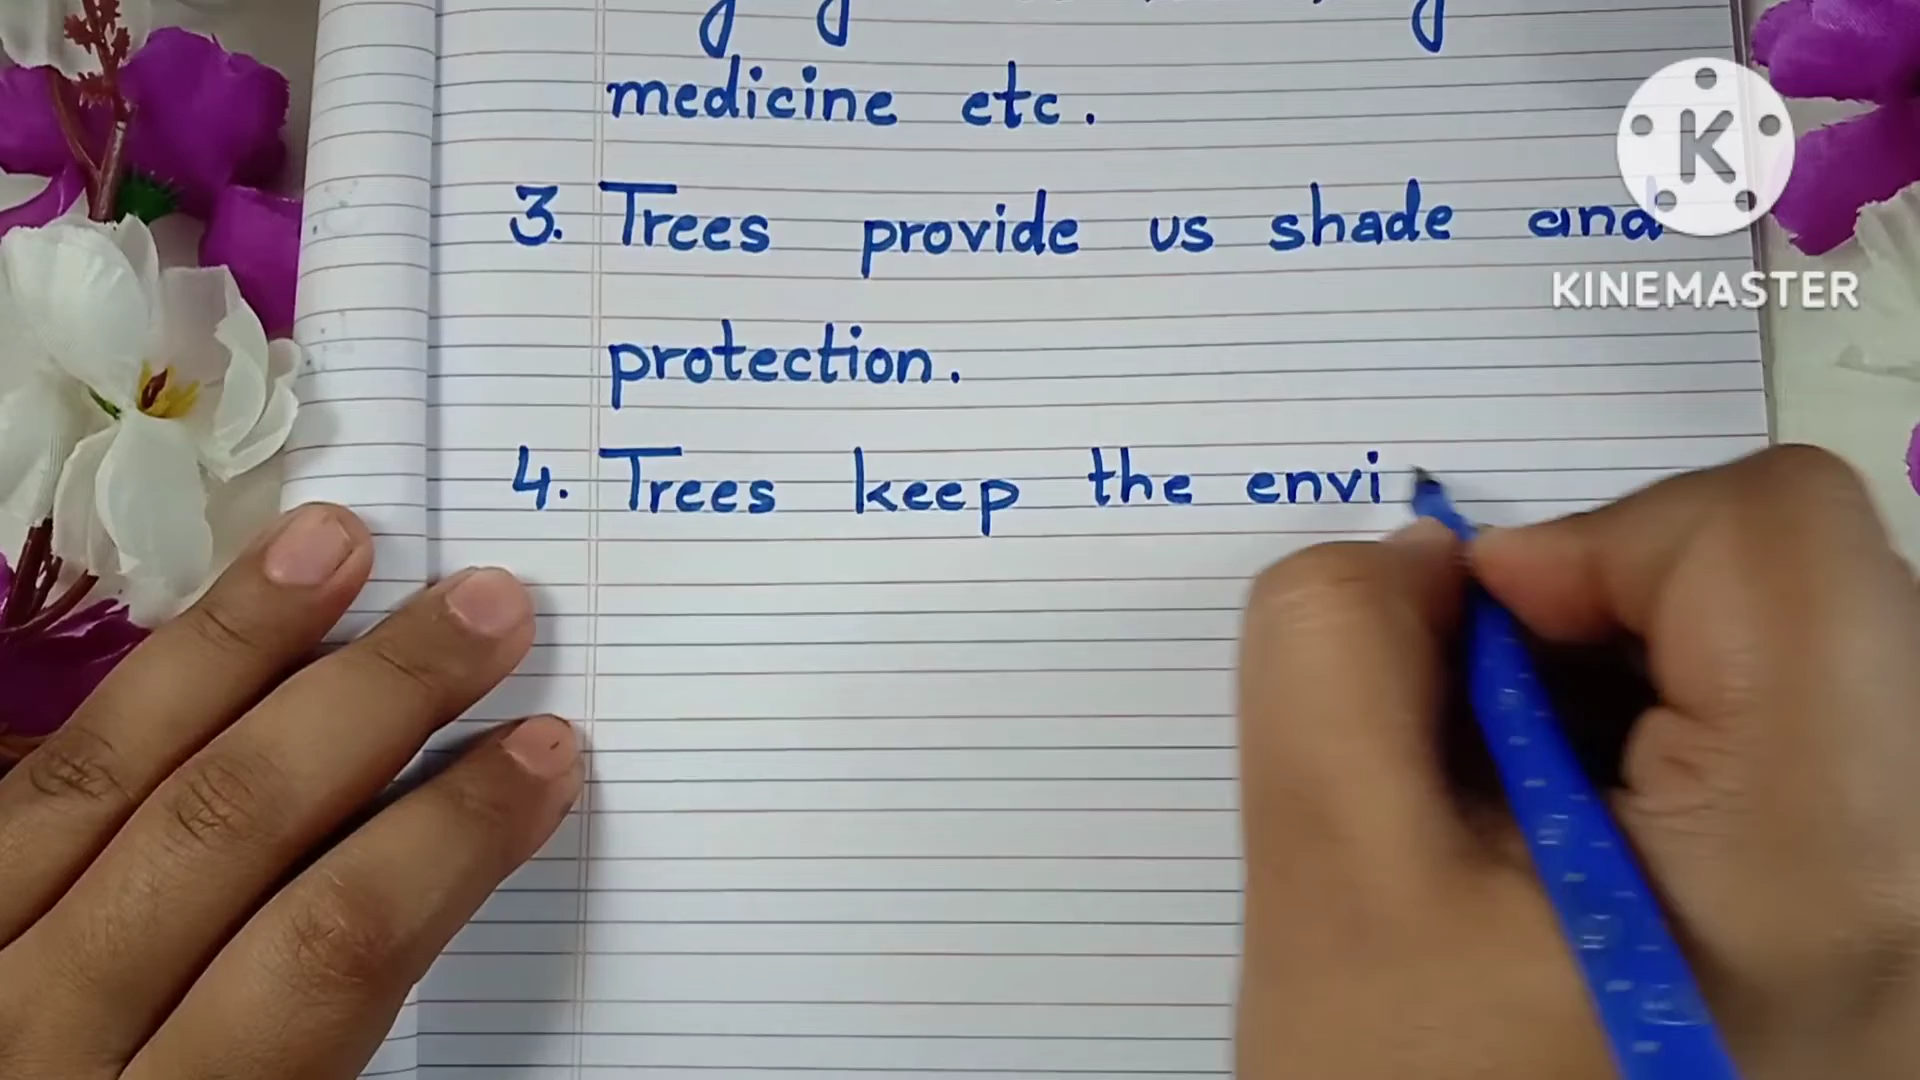 medicine etc.
3. Trees provide us shade and
protection.
4. Trees keep the envi
K
KINEMASTER